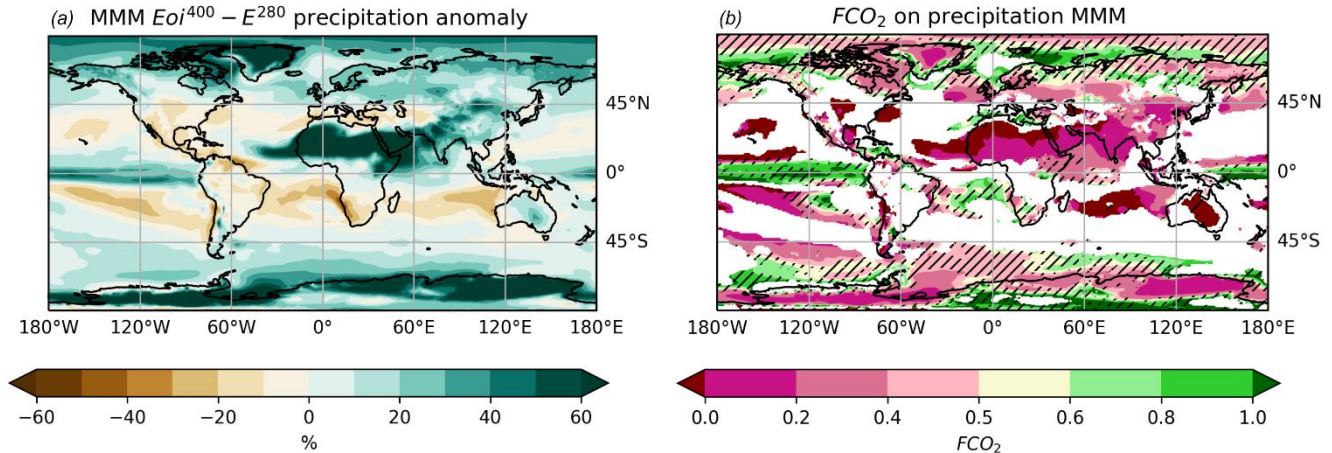 (a) MMM Eoi⁴⁰⁰ − E²⁸⁰ precipitation anomaly
45°N
0°
45°S
180°W 120°W 60°W 0° 60°E 120°E 180°E
−60 −40 −20 0 20 40 60
%
(b) FCO₂ on precipitation MMM
45°N
0°
45°S
180°W 120°W 60°W 0° 60°E 120°E 180°E
0.0 0.2 0.4 0.5 0.6 0.8 1.0
FCO₂